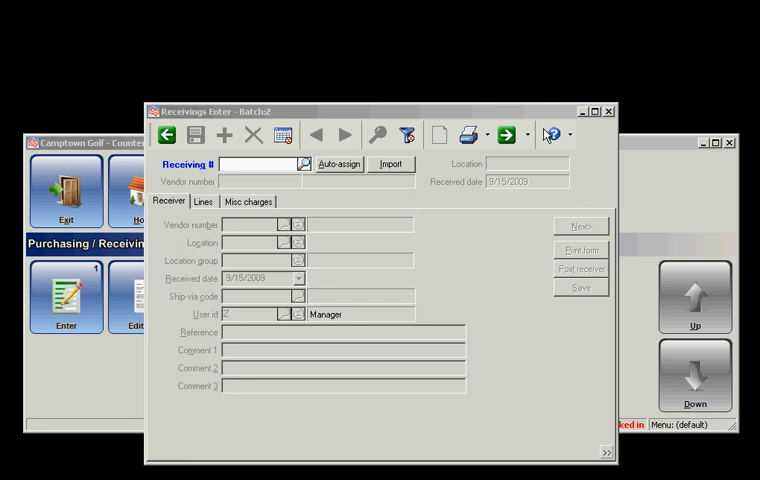 Receivings Enter - Batch:Z
Camptown Golf - Counter
Receiving #
Auto-assign
Import
Location
Vendor number
Received date
9/15/2009
Receiver
Lines
Misc charges
Exit
Purchasing / Receivin
1
Enter
Edit
Vendor number
Location
Location group
Received date
9/15/2009
Ship-via code
User id
Z
Manager
Reference
Comment 1
Comment 2
Comment 3
Next>
Print form
Post receiver
Save
Up
Down
ked in
Menu: (default)
>>